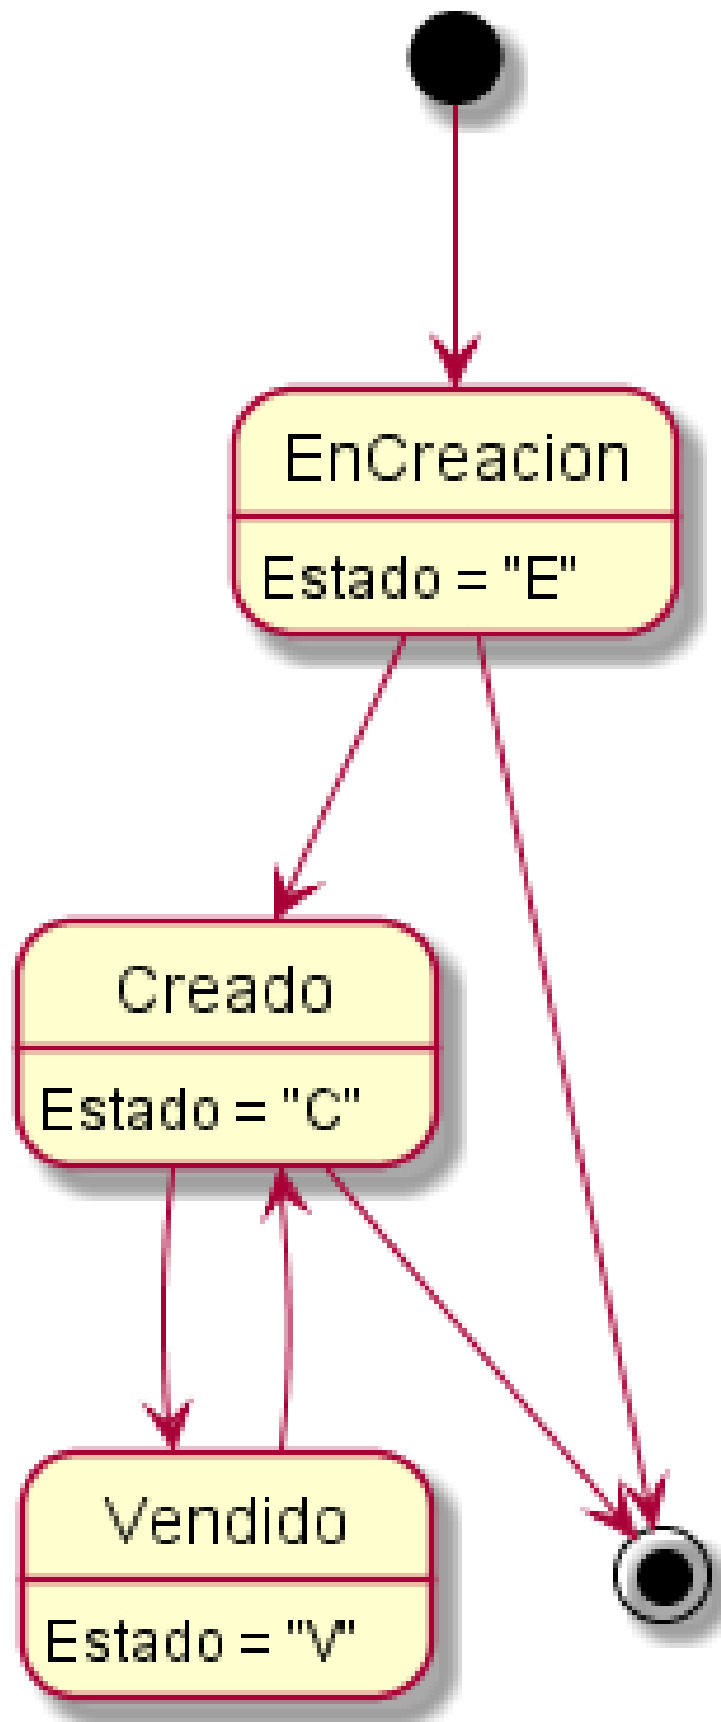 EnCreacion
Estado = "E"
Creado
Estado = "C"
Vendido
Estado = "V"